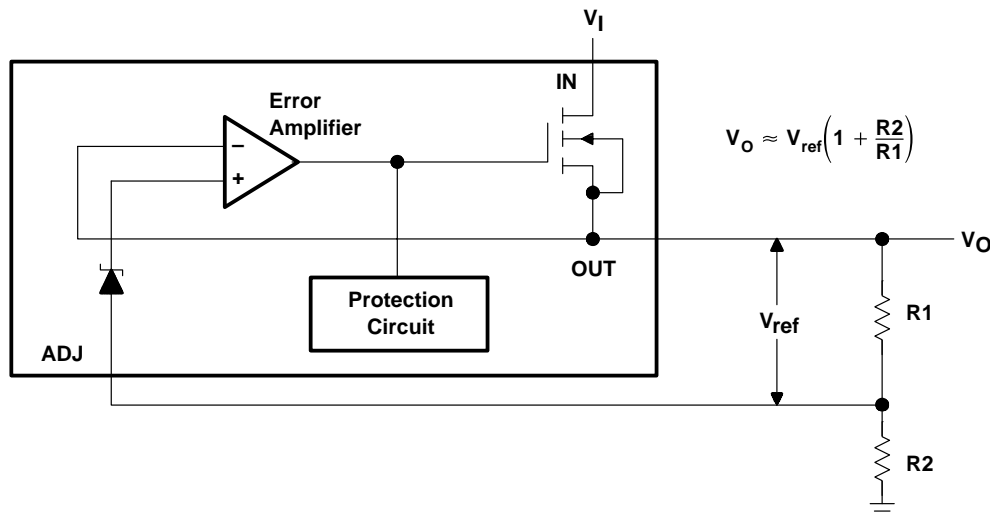 VI
IN
Error
Amplifier
VO ≈ Vref(1 + R2/R1)
−
+
VO
OUT
Protection
Circuit
Vref
R1
ADJ
R2